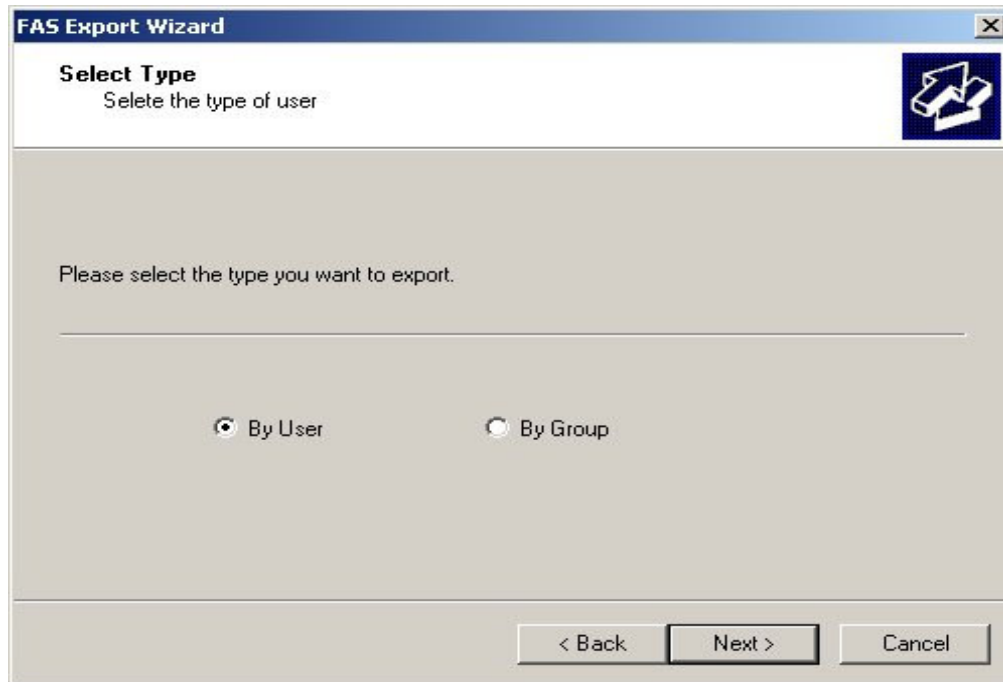 FAS Export Wizard
Select Type
Selete the type of user
Please select the type you want to export.
By User By Group
< Back Next > Cancel